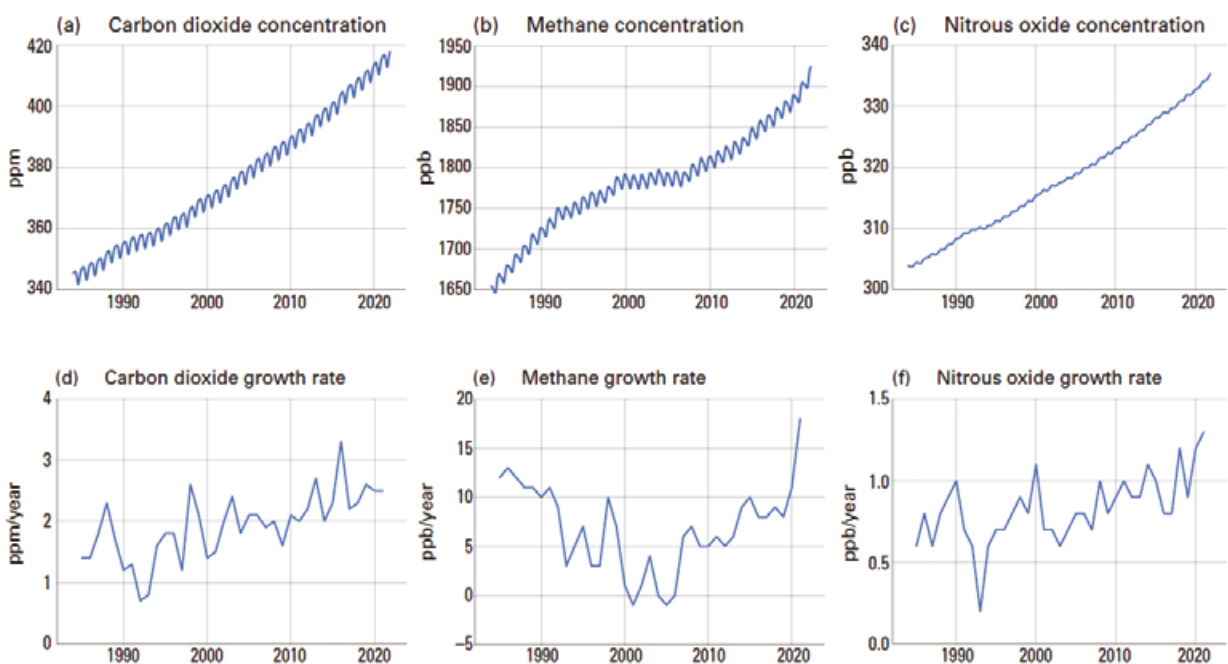 (a) Carbon dioxide concentration
420
400
380
360
340
ppm
1990 2000 2010 2020
(b) Methane concentration
1950
1900
1850
1800
1750
1700
1650
ppb
1990 2000 2010 2020
(c) Nitrous oxide concentration
340
330
320
310
300
ppb
1990 2000 2010 2020
(d) Carbon dioxide growth rate
4
3
2
1
0
ppm/year
1990 2000 2010 2020
(e) Methane growth rate
20
15
10
5
0
−5
ppb/year
1990 2000 2010 2020
(f) Nitrous oxide growth rate
1.5
1.0
0.5
0.0
ppb/year
1990 2000 2010 2020